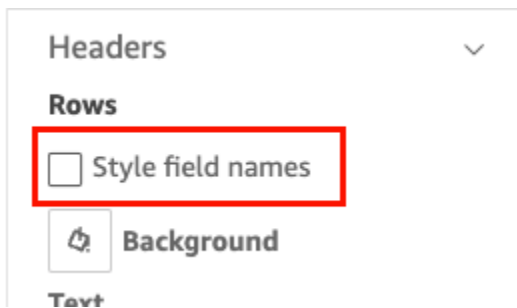 Headers
Rows
Style field names
Background
Text